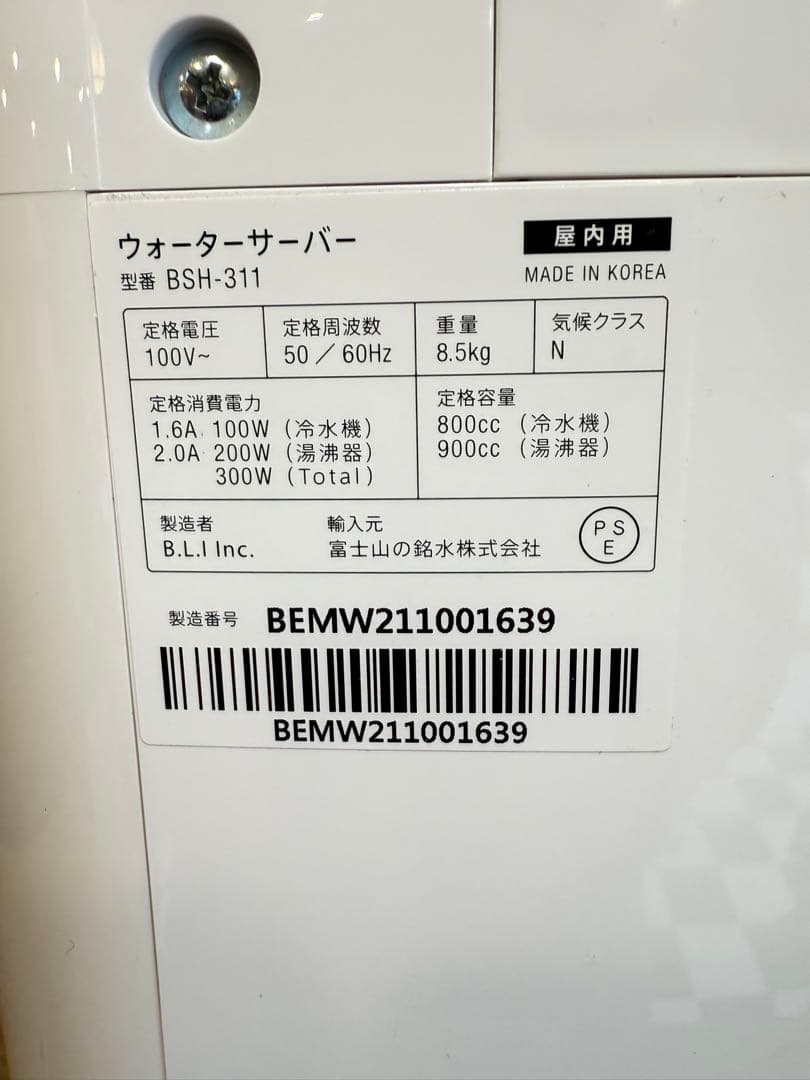 ウォーターサーバー
屋内用
型番 BSH-311
MADE IN KOREA
定格電圧
100V~
定格周波数
50 / 60Hz
重量
8.5kg
気候クラス
N
定格消費電力
1.6A 100W (冷水機)
2.0A 200W (湯沸器)
300W (Total)
定格容量
800cc (冷水機)
900cc (湯沸器)
製造者
B.L.I Inc.
輸入元
富士山の銘水株式会社
PS
E
製造番号 BEMW211001639
BEMW211001639